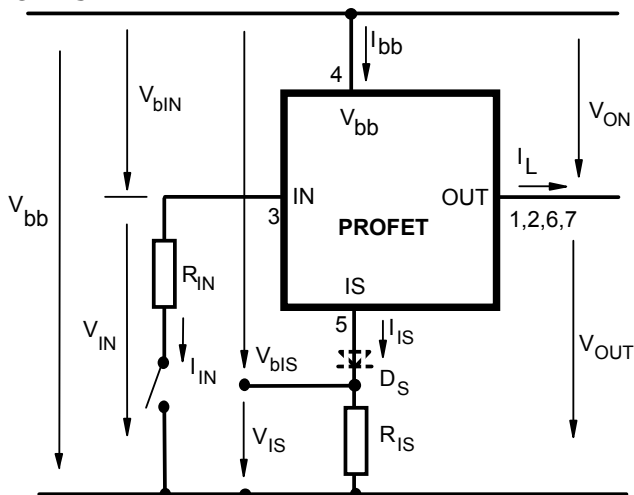 I_bb
4
V_bb
V_bIN
V_ON
V_bb
I_L
IN
OUT
3
PROFET
1,2,6,7
R_IN
IS
5
I_IS
V_IN
I_IN
V_bIS
D_S
V_OUT
V_IS
R_IS